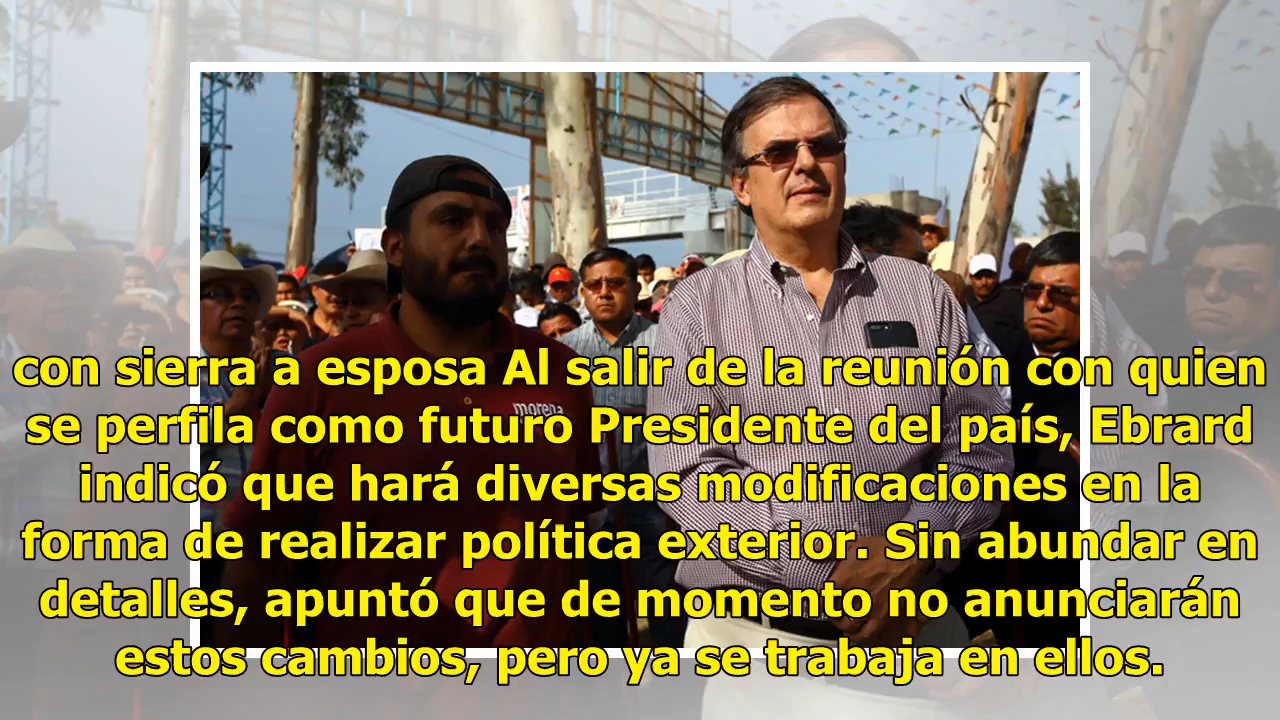 con sierra a esposa Al salir de la reunión con quien
se perfila como futuro Presidente del país, Ebrard
indicó que hará diversas modificaciones en la
forma de realizar política exterior. Sin abundar en
detalles, apuntó que de momento no anunciarán
estos cambios, pero ya se trabaja en ellos.
morena